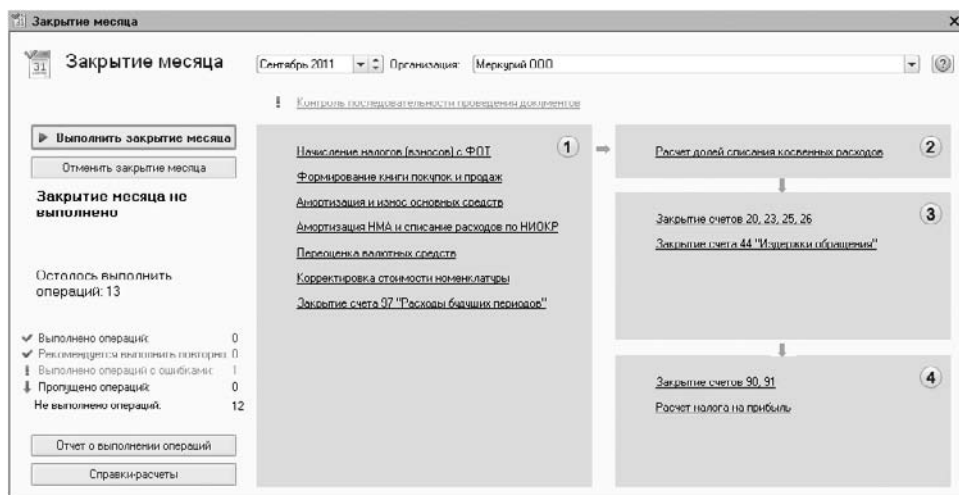 Закрытие месяца
Закрытие месяца
Сентябрь 2011
Организация:
Меркурий ООО
Контроль последовательности проведения документов
Выполнить закрытие месяца
Отменить закрытие месяца
Закрытие месяца не
выполнено
Осталось выполнить
операций: 13
Выполнено операций: 0
Рекомендуется выполнить повторно: 0
Выполнено операций с ошибками: 1
Пропущено операций: 0
Не выполнено операций: 12
Отчет о выполнении операций
Справки-расчеты
1
Начисление налогов (взносов) с ФОТ
Формирование книги покупок и продаж
Амортизация и износ основных средств
Амортизация НМА и списание расходов по НИОКР
Переоценка валютных средств
Корректировка стоимости номенклатуры
Закрытие счета 97 "Расходы будущих периодов"
2
Расчет долей списания косвенных расходов
3
Закрытие счетов 20, 23, 25, 26
Закрытие счета 44 "Издержки обращения"
4
Закрытие счетов 90, 91
Расчет налога на прибыль